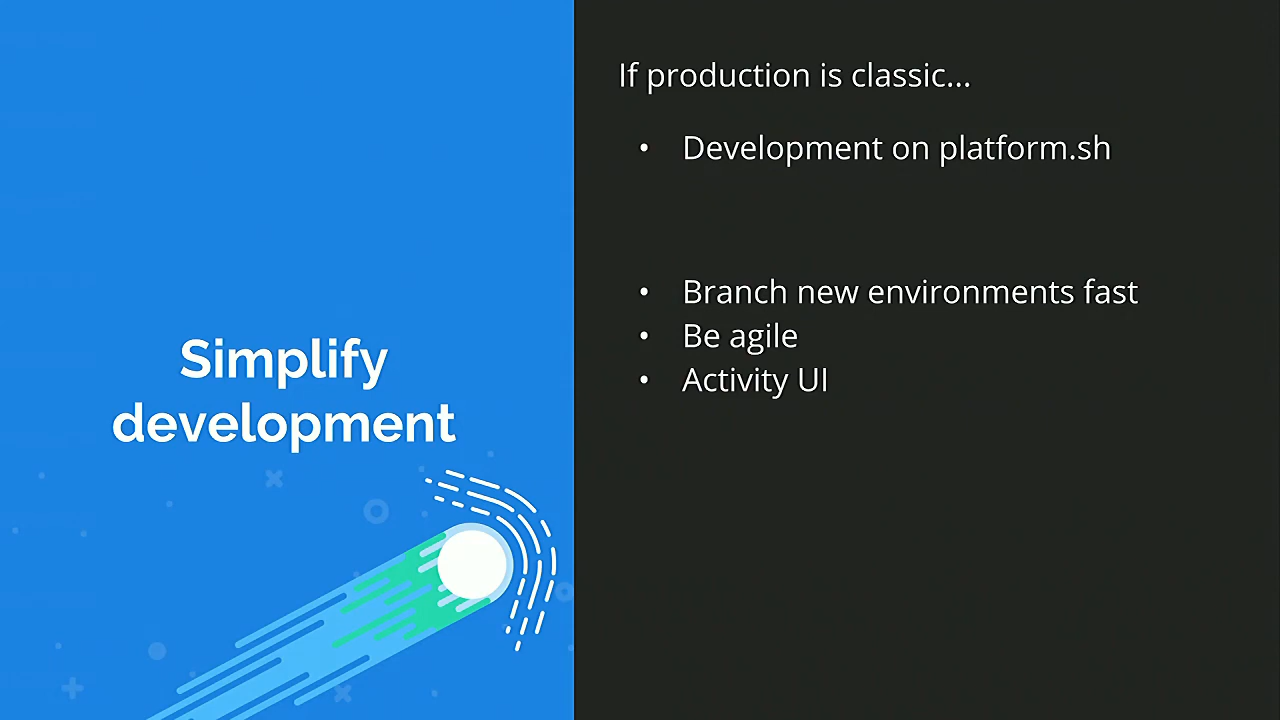 Simplify
development
If production is classic...
• Development on platform.sh
• Branch new environments fast
• Be agile
• Activity UI